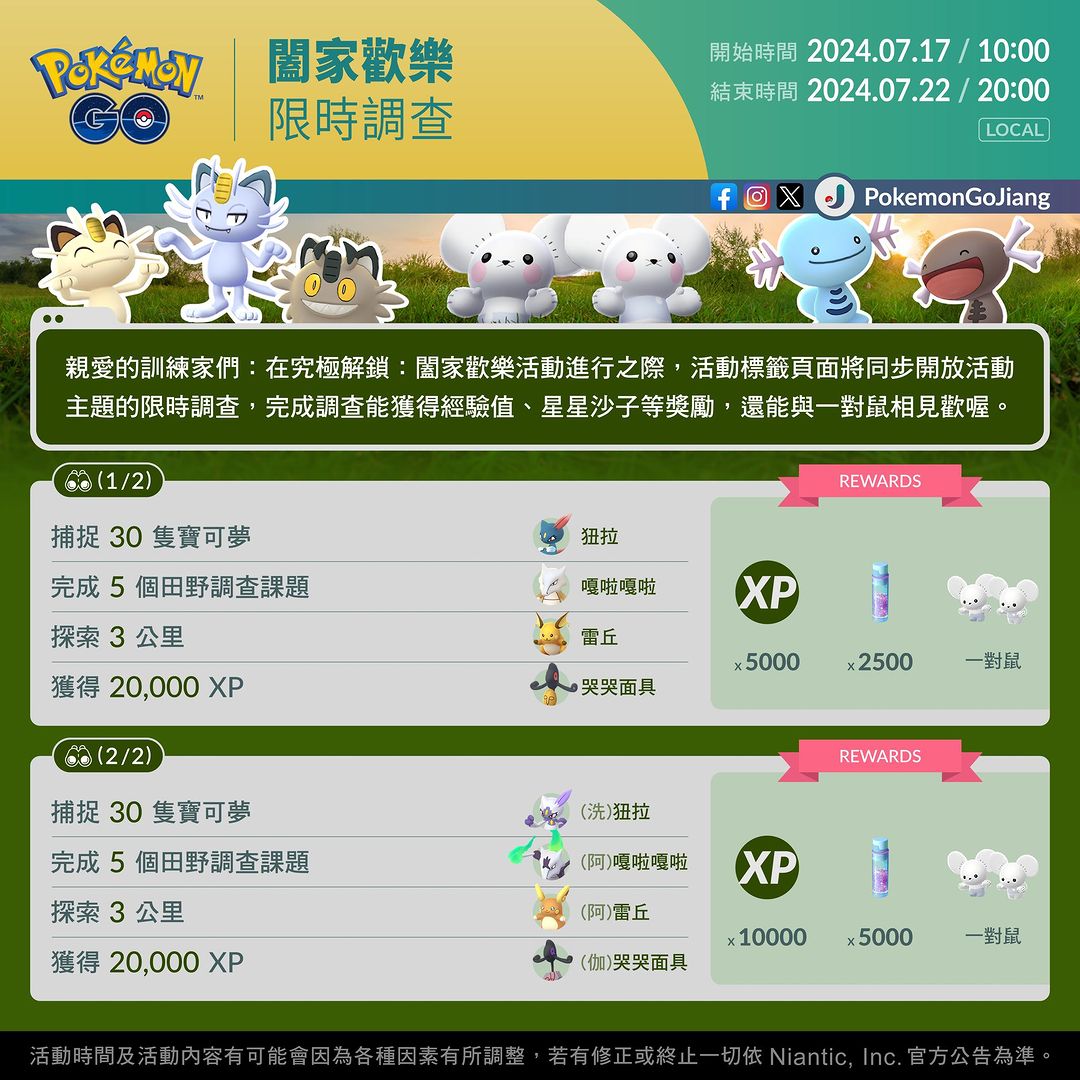 POKÉMON
GO
TM
闔家歡樂
限時調查
開始時間 2024.07.17 / 10:00
結束時間 2024.07.22 / 20:00
LOCAL
PokemonGoJiang
親愛的訓練家們：在究極解鎖：闔家歡樂活動進行之際，活動標籤頁面將同步開放活動
主題的限時調查，完成調查能獲得經驗值、星星沙子等獎勵，還能與一對鼠相見歡喔。
(1/2)
REWARDS
捕捉 30 隻寶可夢 狃拉
完成 5 個田野調查課題 嘎啦嘎啦
探索 3 公里 雷丘
獲得 20,000 XP 哭哭面具
XP
x 5000 x 2500 一對鼠
(2/2)
REWARDS
捕捉 30 隻寶可夢 (洗)狃拉
完成 5 個田野調查課題 (阿)嘎啦嘎啦
探索 3 公里 (阿)雷丘
獲得 20,000 XP (伽)哭哭面具
XP
x 10000 x 5000 一對鼠
活動時間及活動內容有可能會因為各種因素有所調整，若有修正或終止一切依 Niantic, Inc. 官方公告為準。